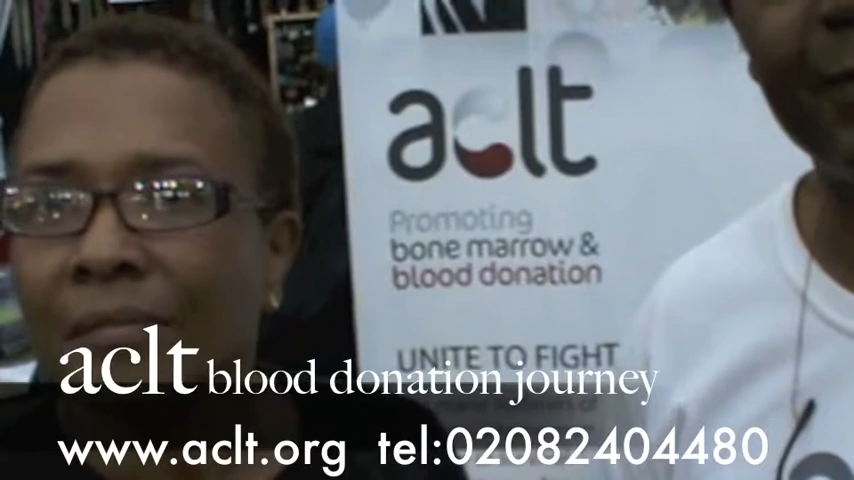 aclt
Promoting
bone marrow &
blood donation
UNITE TO FIGHT
aclt blood donation journey
www.aclt.org tel:02082404480